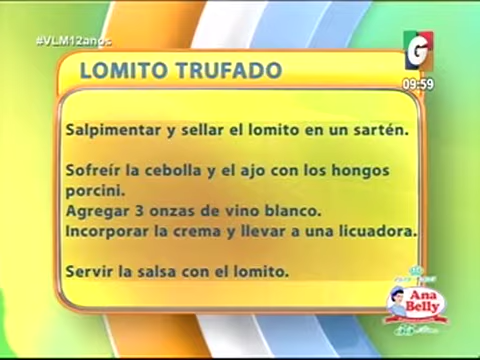 #VLM12años
G
LOMITO TRUFADO
09:59
Salpimentar y sellar el lomito en un sartén.
Sofreír la cebolla y el ajo con los hongos
porcini.
Agregar 3 onzas de vino blanco.
Incorporar la crema y llevar a una licuadora.
Servir la salsa con el lomito.
Ana
Belly